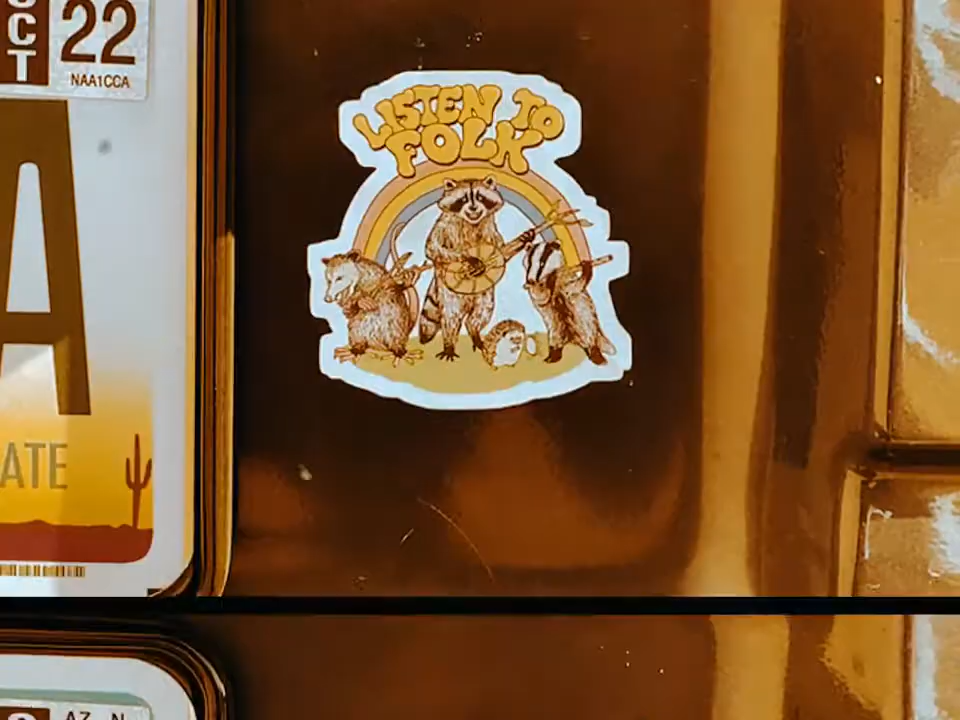 CT
22
NAA1CCA
LISTEN TO
FOLK
A
ATE
AZ N